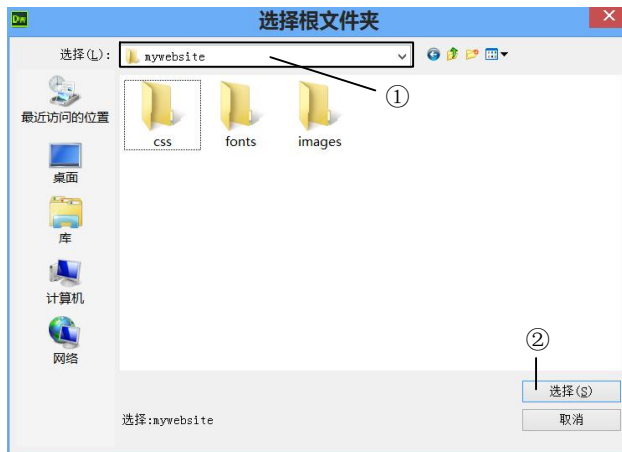 Dw 选择根文件夹
选择(L): mywebsite
①
最近访问的位置
css fonts images
桌面
库
计算机
网络
②
选择(S)
选择:mywebsite
取消